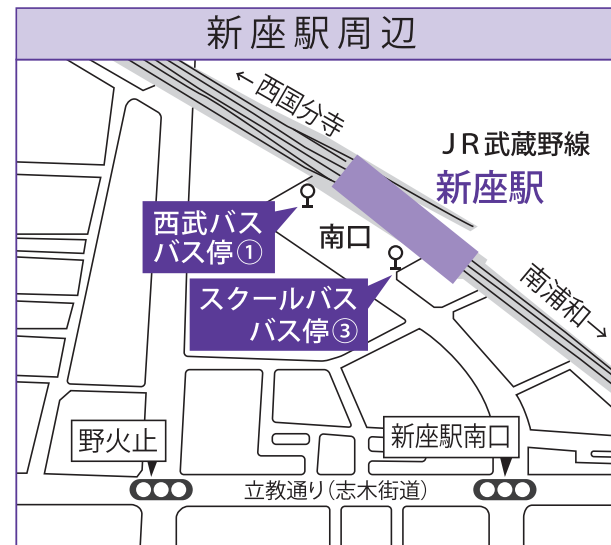 新座駅周辺
←西国分寺
JR武蔵野線
新座駅
西武バス
バス停①
南口
スクールバス
バス停③
南浦和→
野火止
新座駅南口
立教通り(志木街道)